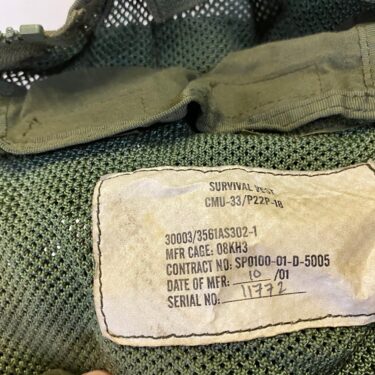 SURVIVAL VEST
CMU-33/P22P-18
30003/3561AS302-1
MFR CAGE: 08KH3
CONTRACT NO: SP0100-01-D-5005
DATE OF MFR: 10 /01
SERIAL NO: 11772